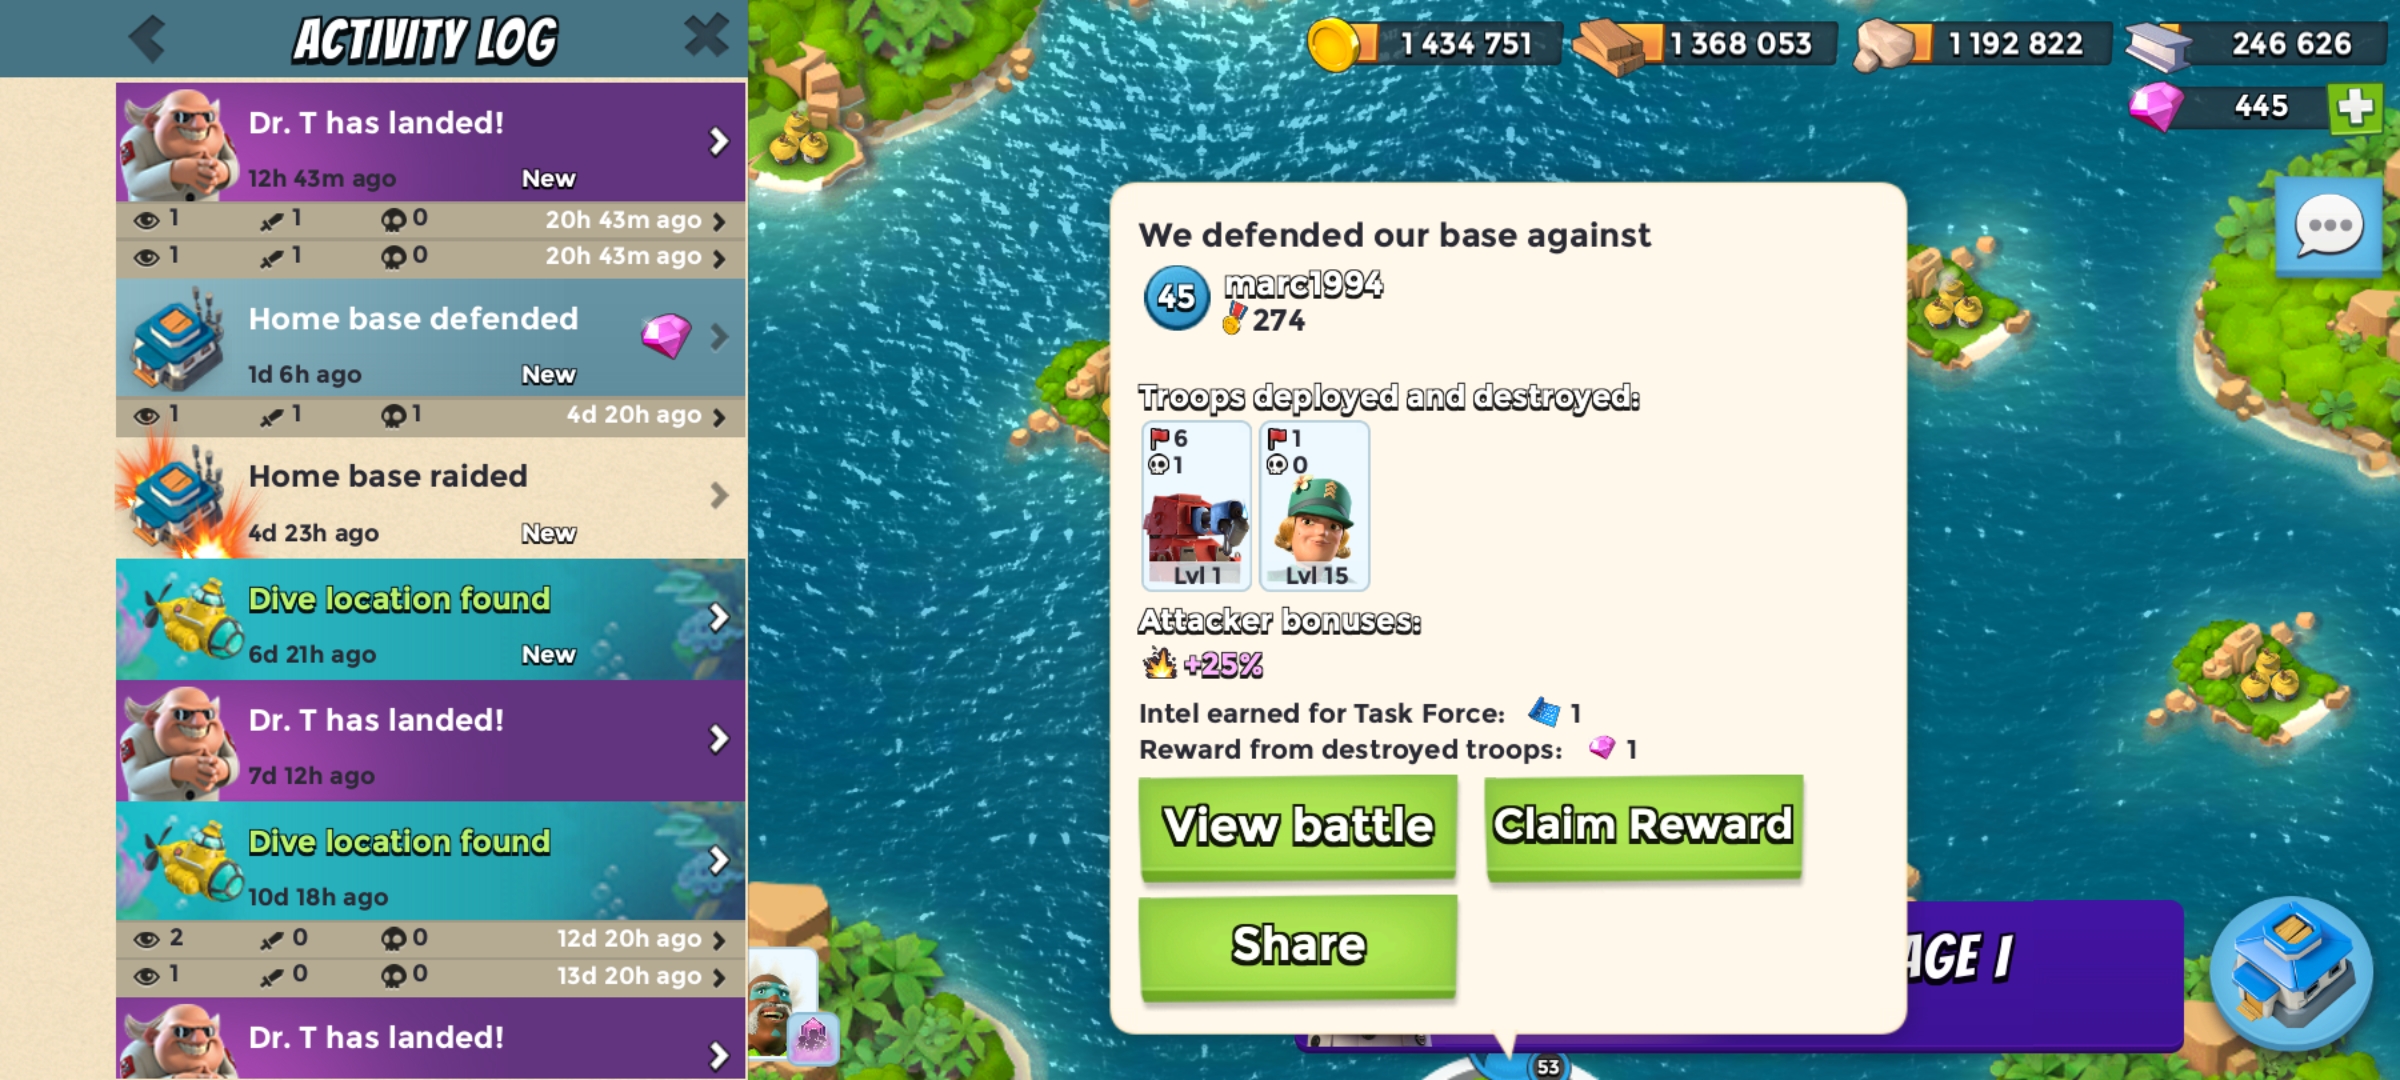 ACTIVITY LOG
Dr. T has landed!
12h 43m ago New
1 1 0 20h 43m ago
1 1 0 20h 43m ago
Home base defended
1d 6h ago New
1 1 1 4d 20h ago
Home base raided
4d 23h ago New
Dive location found
6d 21h ago New
Dr. T has landed!
7d 12h ago
Dive location found
10d 18h ago
2 0 0 12d 20h ago
1 0 0 13d 20h ago
Dr. T has landed!
1 434 751
1 368 053
1 192 822
246 626
445
We defended our base against
45 marc1994
274
Troops deployed and destroyed:
6 1
1 0
Lvl 1 Lvl 15
Attacker bonuses:
+25%
Intel earned for Task Force: 1
Reward from destroyed troops: 1
View battle Claim Reward
Share
AGE I
53